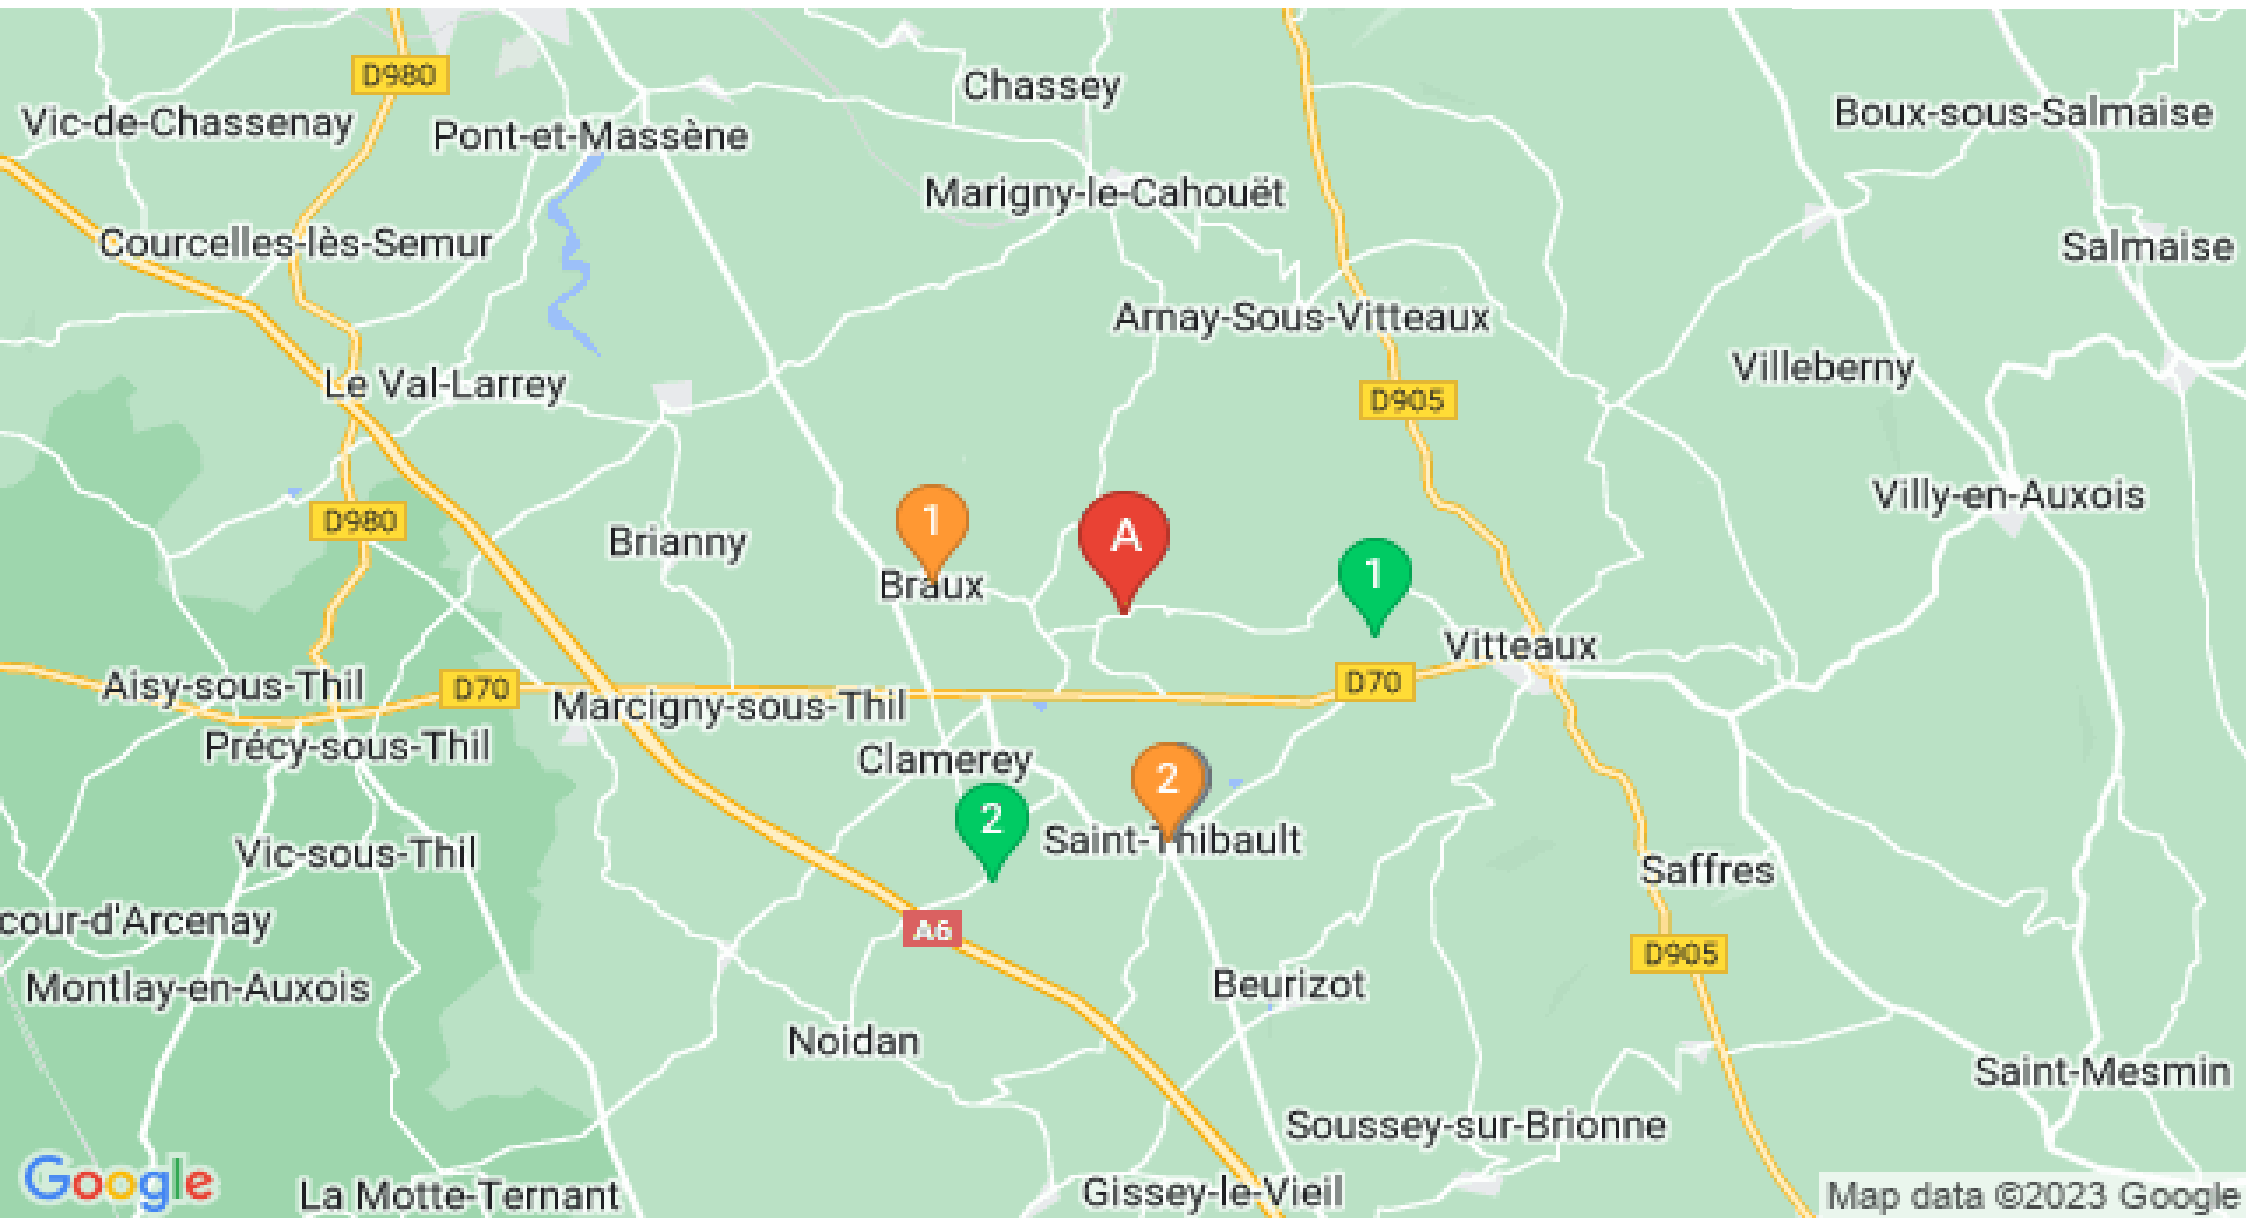 D980
Chassey
Vic-de-Chassenay
Pont-et-Massène
Boux-sous-Salmaise
Marigny-le-Cahouët
Courcelles-lès-Semur
Salmaise
Arnay-Sous-Vitteaux
Villeberny
Le Val-Larrey
D905
Villy-en-Auxois
D980
1
A
Brianny
1
Braux
Vitteaux
Aisy-sous-Thil
D70
D70
Marcigny-sous-Thil
Précy-sous-Thil
Clamerey
2
2
Saint-Thibault
Vic-sous-Thil
Saffres
cour-d'Arcenay
A6
D905
Montlay-en-Auxois
Beurizot
Noidan
Saint-Mesmin
Soussey-sur-Brionne
Google
La Motte-Ternant
Gissey-le-Vieil
Map data ©2023 Google